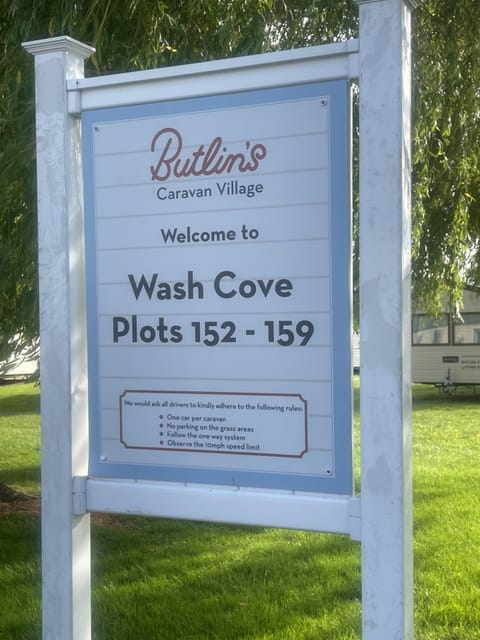 Butlin's
Caravan Village
Welcome to
Wash Cove
Plots 152 - 159
We would ask all drivers to kindly adhere to the following rules:
• One car per caravan
• No parking on the grass areas
• Follow the one way system
• Observe the 10mph speed limit